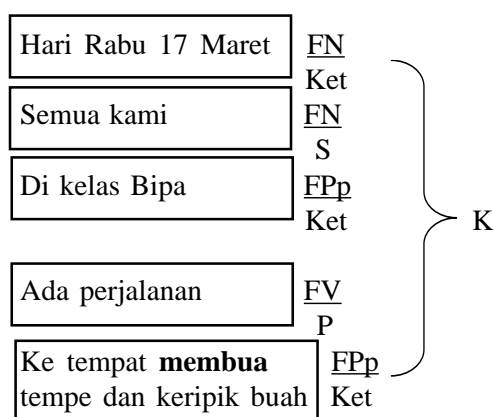 Hari Rabu 17 Maret FN
Ket
Semua kami FN
S
Di kelas Bipa FPp
Ket
K
Ada perjalanan FV
P
Ke tempat membua FPp
tempe dan keripik buah Ket